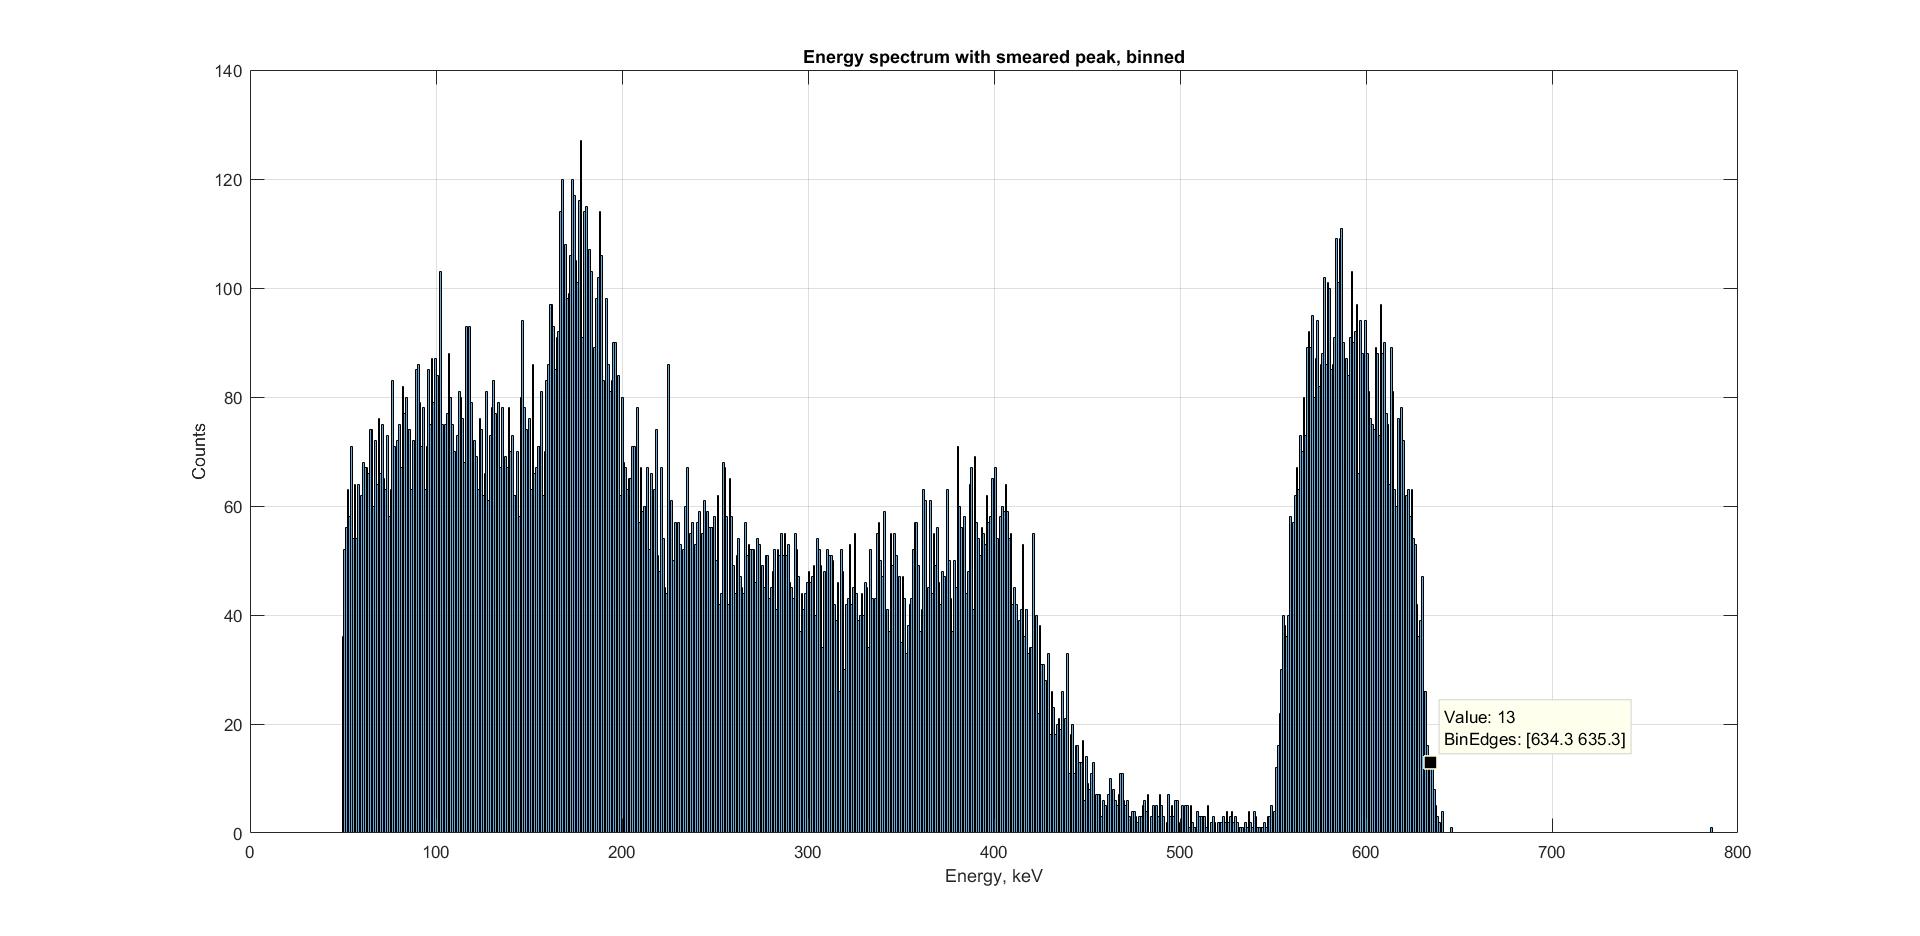 Energy spectrum with smeared peak, binned
140
120
100
80
60
40
20
0
Counts
Value: 13
BinEdges: [634.3 635.3]
0 100 200 300 400 500 600 700 800
Energy, keV